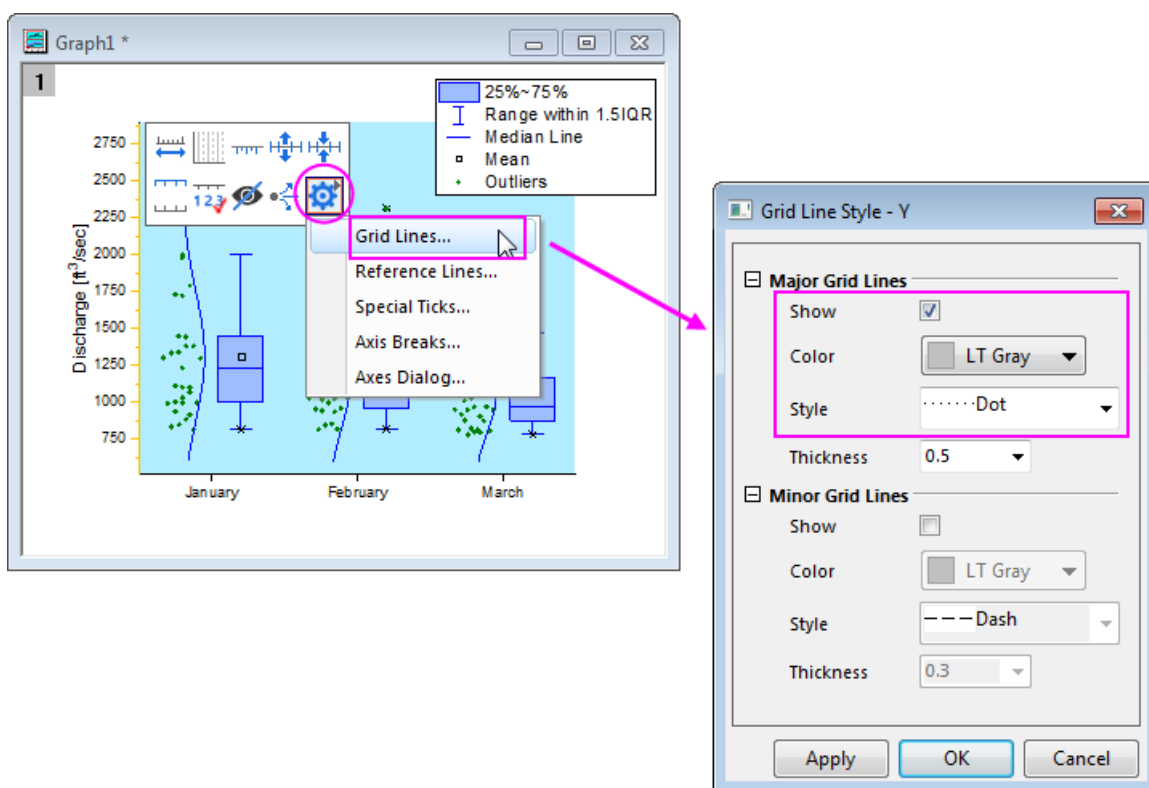 Graph1 *
1
25%~75%
Range within 1.5IQR
Median Line
Mean
Outliers
2750
2500
2250
2000
1750
1500
1250
1000
750
Discharge [ft³/sec]
123
Grid Lines...
Reference Lines...
Special Ticks...
Axis Breaks...
Axes Dialog...
January
February
March
Grid Line Style - Y
Major Grid Lines
Show
Color LT Gray
Style Dot
Thickness 0.5
Minor Grid Lines
Show
Color LT Gray
Style Dash
Thickness 0.3
Apply OK Cancel